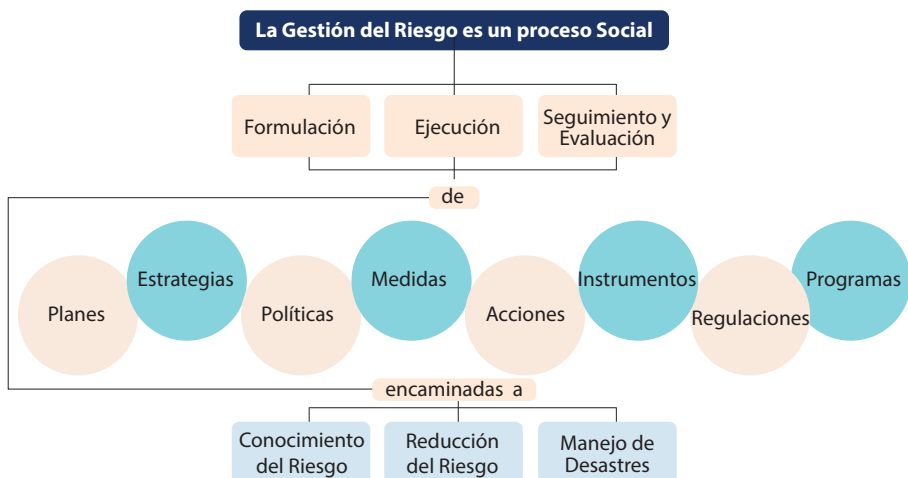 La Gestión del Riesgo es un proceso Social
Formulación
Ejecución
Seguimiento y
Evaluación
de
Planes
Estrategias
Políticas
Medidas
Acciones
Instrumentos
Regulaciones
Programas
encaminadas a
Conocimiento
del Riesgo
Reducción
del Riesgo
Manejo de
Desastres